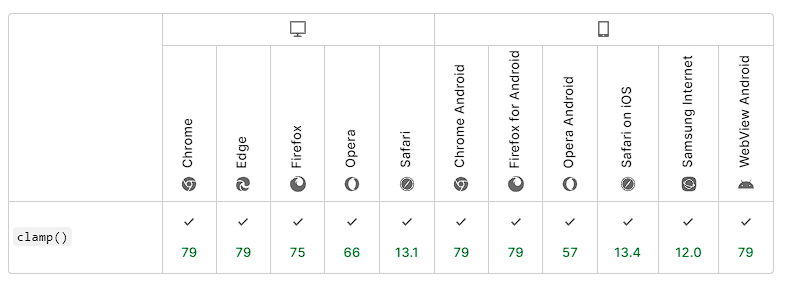 Chrome
Edge
Firefox
Opera
Safari
Chrome Android
Firefox for Android
Opera Android
Safari on iOS
Samsung Internet
WebView Android
clamp()
79 79 75 66 13.1 79 79 57 13.4 12.0 79